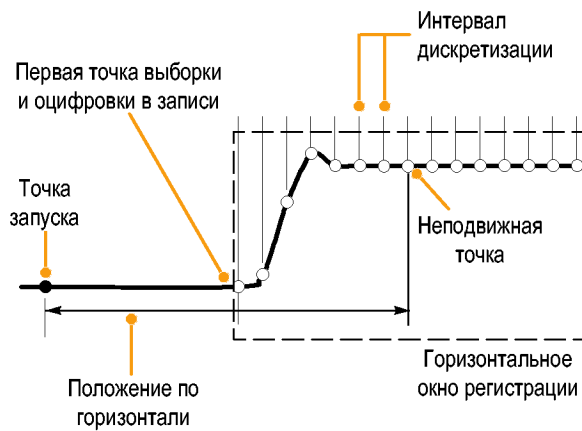 Интервал
дискретизации
Первая точка выборки
и оцифровки в записи
Точка
запуска
Неподвижная
точка
Положение по
горизонтали
Горизонтальное
окно регистрации